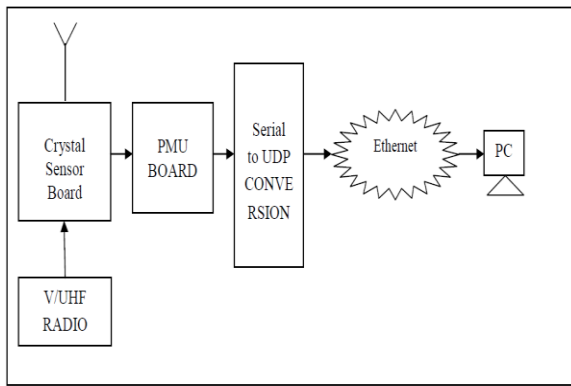 Crystal
Sensor
Board
PMU
BOARD
Serial
to UDP
CONVE
RSION
Ethernet
PC
V/UHF
RADIO